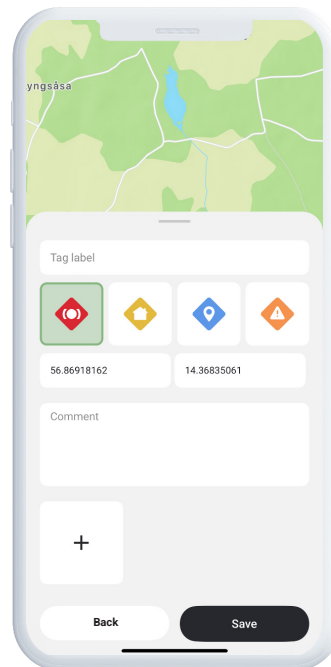 yngsåsa
Tag label
56.86918162
14.36835061
Comment
+
Back
Save